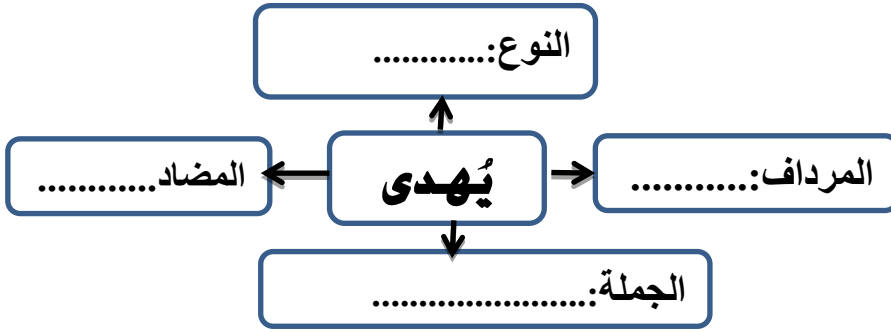 النوع:............
المرداف:...........
يُهدى
المضاد............
الجملة:.......................